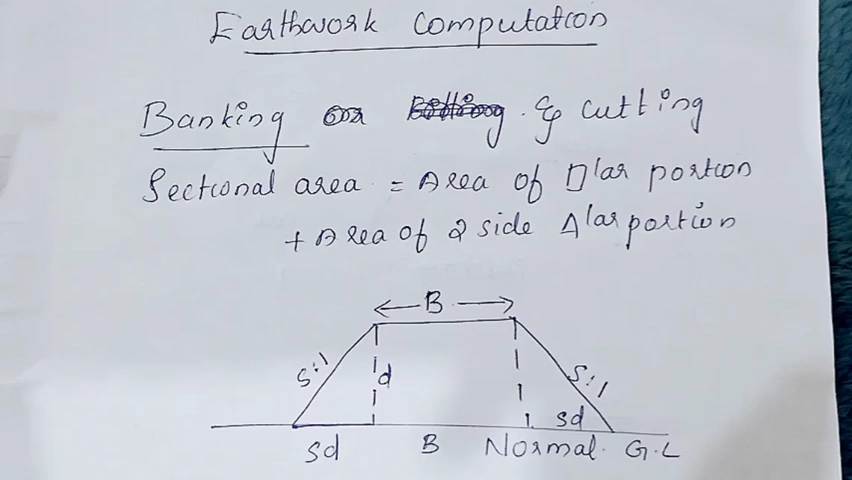 Earthwork Computation
Banking or & cutting
Sectional area = Area of □lar portion
+ Area of 2 side Δlar portion
B
S:1 d S:1
sd
sd B Normal. G.L